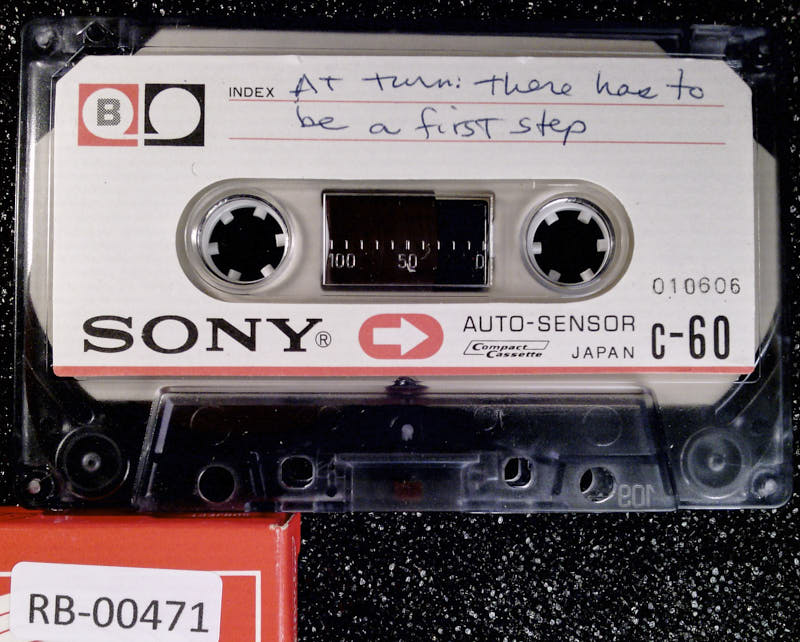 B
INDEX At turn: there has to
be a first step
100 50 0
010606
SONY®
AUTO-SENSOR
Compact Cassette
JAPAN
C-60
109
RB-00471